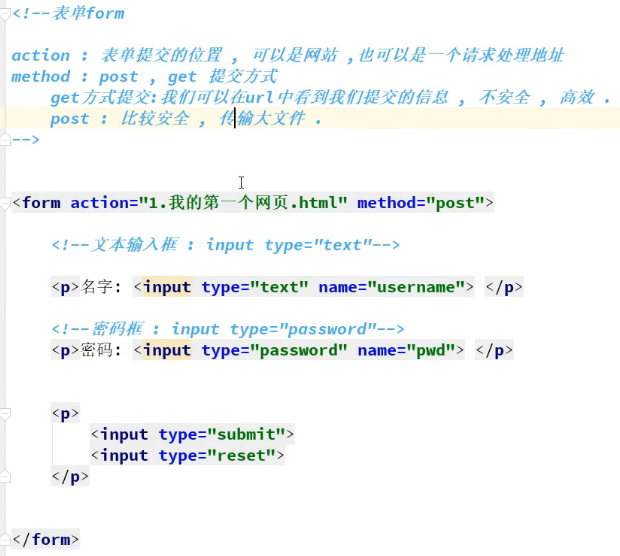 <!--表单form
action : 表单提交的位置 , 可以是网站 ,也可以是一个请求处理地址
method : post , get 提交方式
get方式提交:我们可以在url中看到我们提交的信息 , 不安全 , 高效 .
post : 比较安全 , 传输大文件 .
-->
<form action="1.我的第一个网页.html" method="post">
<!--文本输入框 : input type="text"-->
<p>名字: <input type="text" name="username"> </p>
<!--密码框 : input type="password"-->
<p>密码: <input type="password" name="pwd"> </p>
<p>
<input type="submit">
<input type="reset">
</p>
</form>